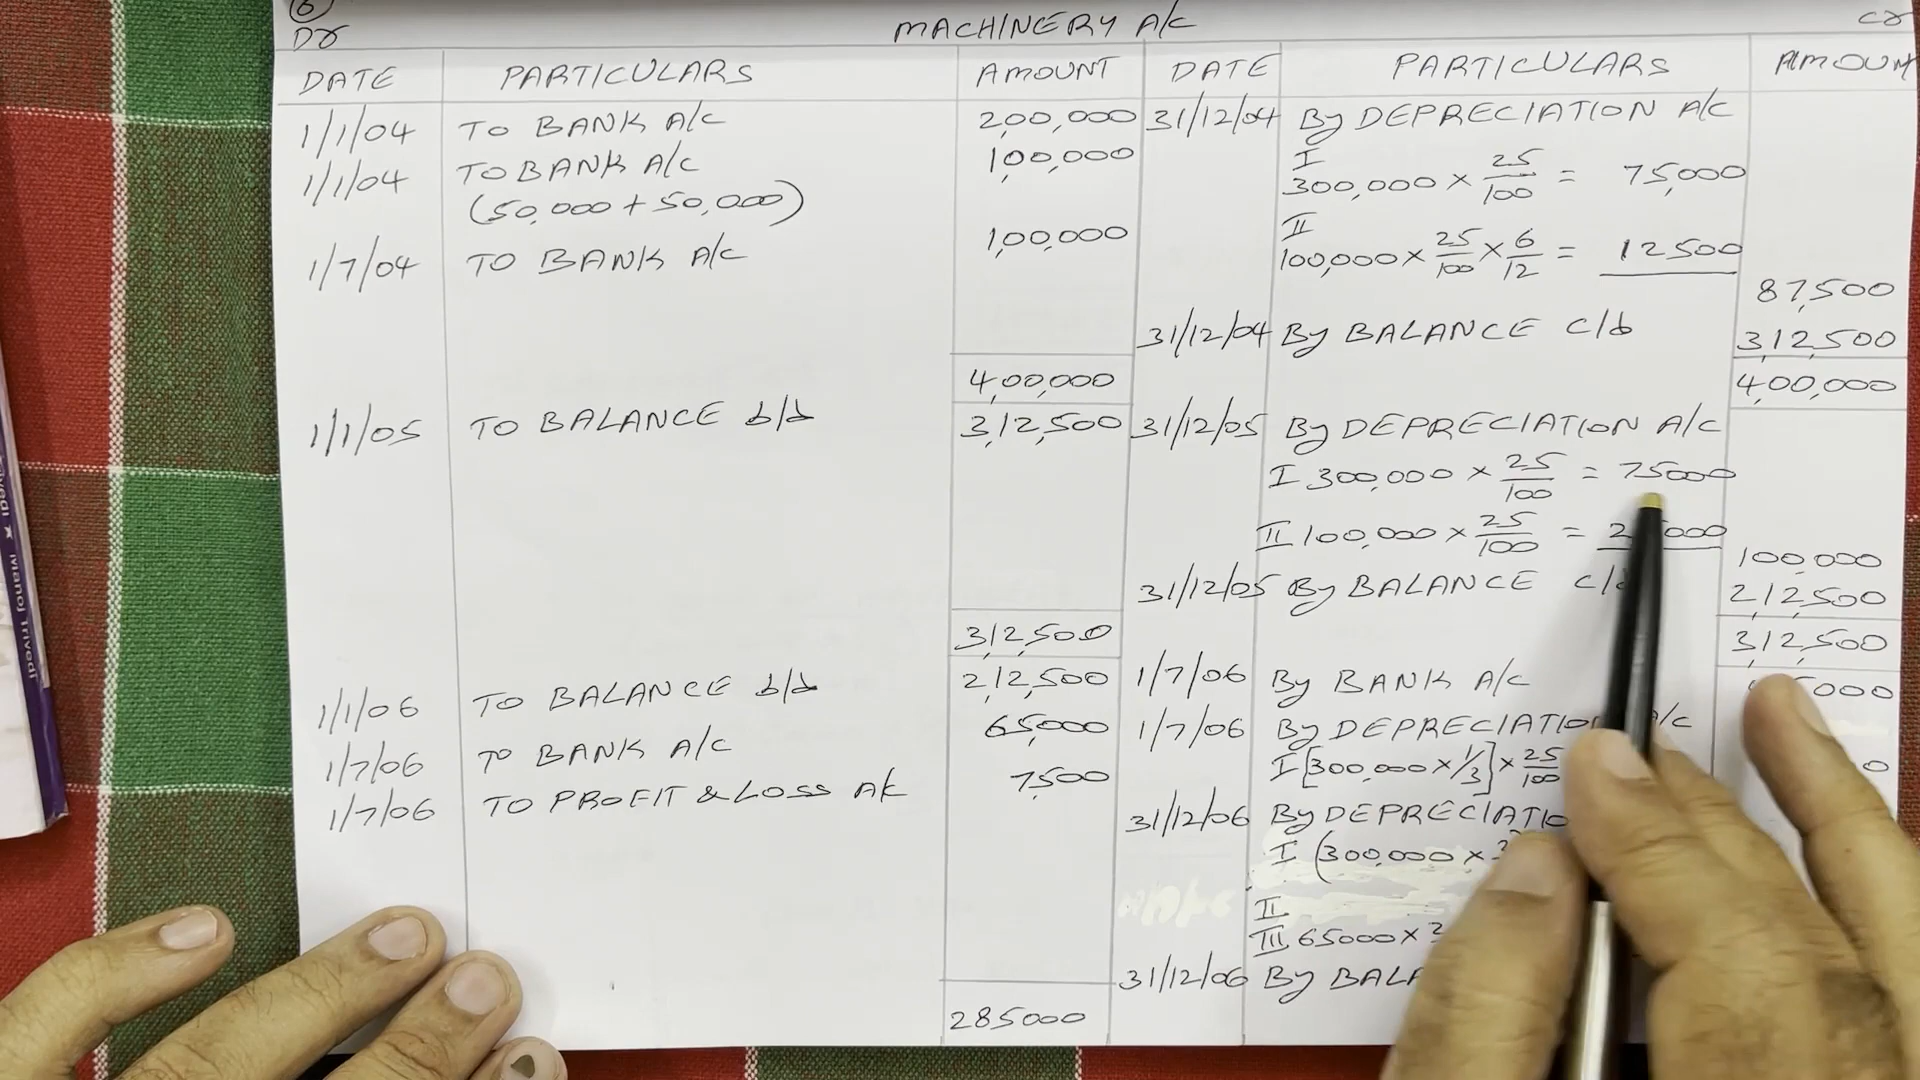 6
Dr MACHINERY A/c Cr
DATE PARTICULARS AMOUNT DATE PARTICULARS AMOUN
1/1/04 TO BANK A/c 2,00,000 31/12/04 By DEPRECIATION A/c
1/1/04 TO BANK A/c 1,00,000 I
(50,000 + 50,000) 300,000 × 25/100 = 75,000
1/7/04 TO BANK A/c 1,00,000 II
100,000 × 25/100 × 6/12 = 12500
87,500
31/12/04 By BALANCE c/d 3,12,500
4,00,000 4,00,000
1/1/05 TO BALANCE b/d 3,12,500 31/12/05 By DEPRECIATION A/c
I 300,000 × 25/100 = 75000
II 100,000 × 25/100 =
100,000
31/12/05 By BALANCE 2,12,500
3,12,500 3,12,500
1/1/06 TO BALANCE b/d 2,12,500 1/7/06 By BANK A/c
1/7/06 TO BANK A/c 65,000 1/7/06 By
I [300,000 × 1/3] × 25/100
1/7/06 TO PROFIT & LOSS A/c 7,500 31/12/06 By
I (300,000 ×
II
III 65000 ×
31/12/06 By
285000
Manoj Trivedi